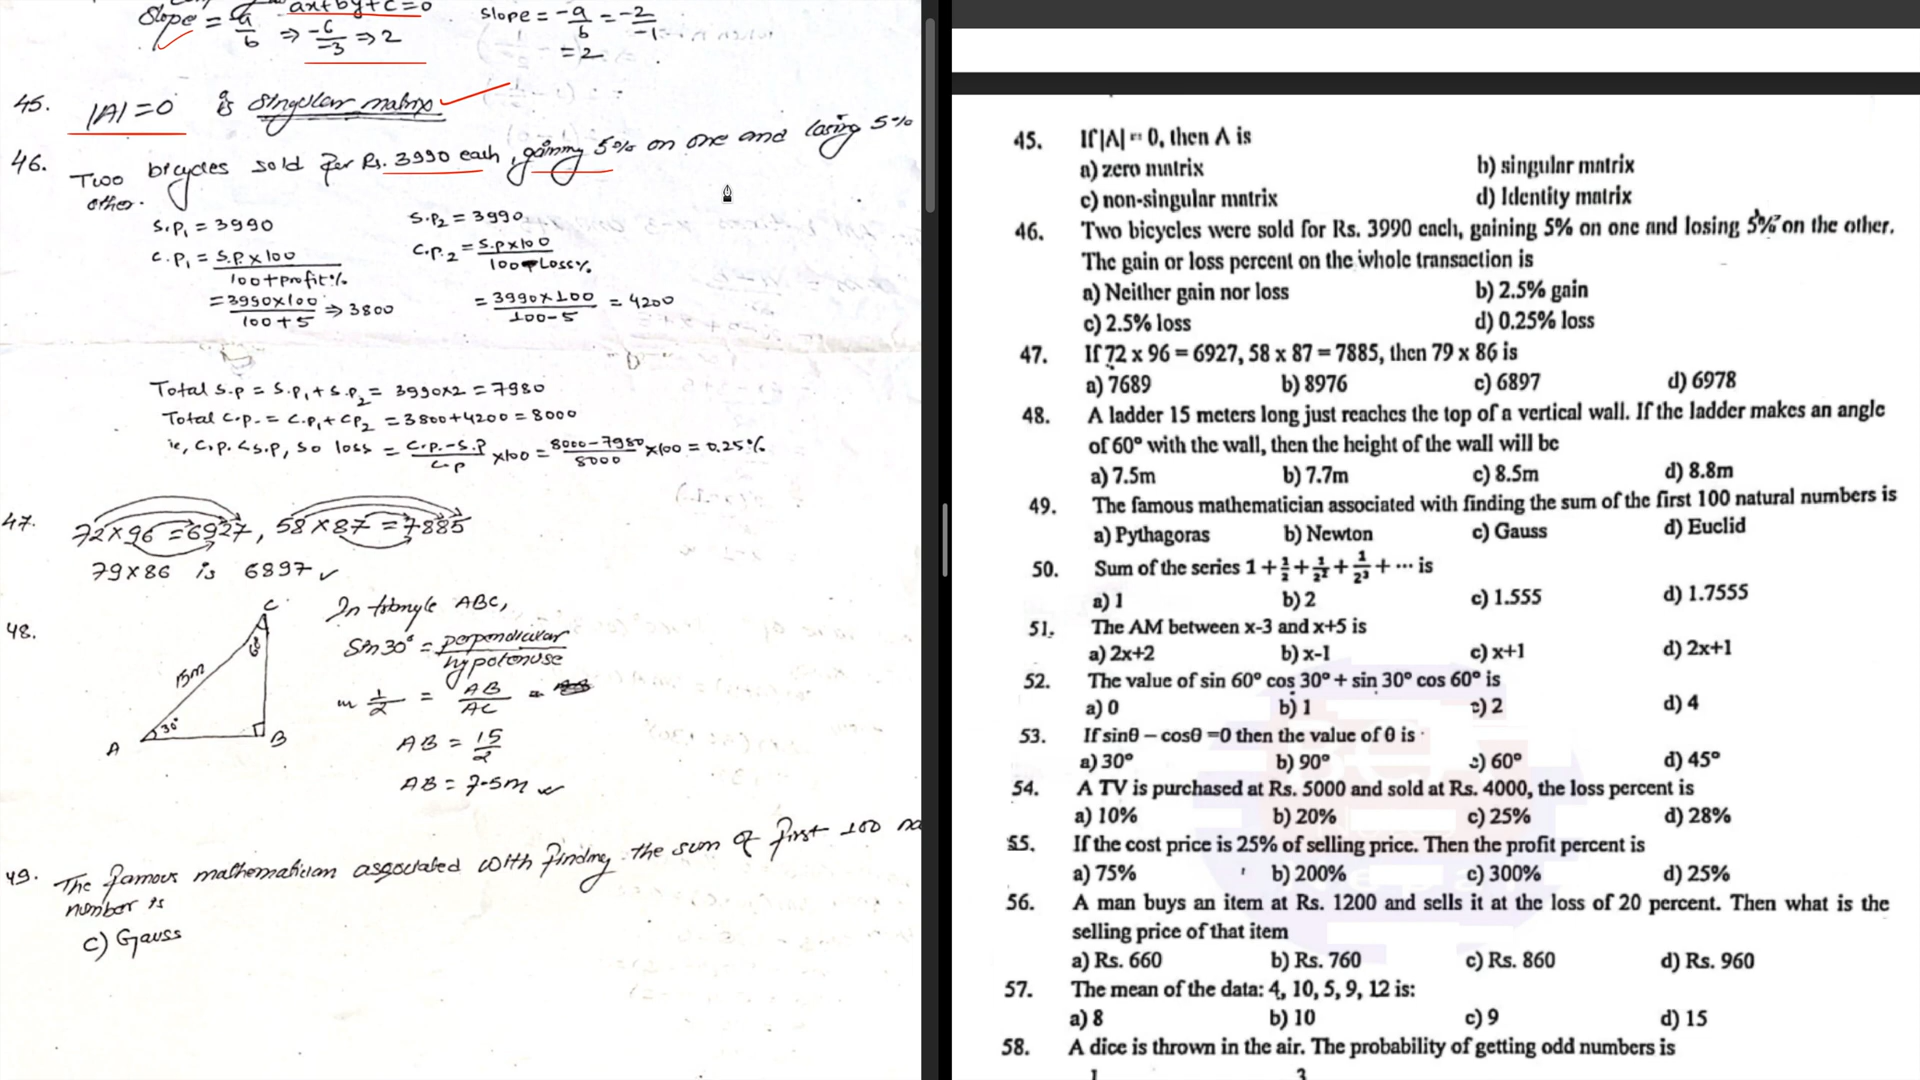 Slope = -a/b ax+by+c=0
⇒ -6/-3 ⇒ 2
slope = -a/b = -2/-1
= 2
45. |A| = 0 is singular matrix
46. Two bicycles sold for Rs. 3990 each, gaining 5% on one and losing 5%
other.
S.P₁ = 3990
C.P₁ = S.P×100/100+profit%
= 3990×100/100+5 ⇒ 3800
S.P₂ = 3990
C.P.₂ = S.P×100/100-Loss%
= 3990×100/100-5 = 4200
Total S.P = S.P₁+S.P₂ = 3990×2 = 7980
Total C.P. = C.P₁+CP₂ = 3800+4200 = 8000
ie, C.P.<S.P, so loss = C.P.-S.P/C.P ×100 = 8000-7980/8000 ×100 = 0.25%
47. 72×96 = 6927, 58×87 = 7885
79×86 is 6897
48. In triangle ABC,
Sin30° = perpendicular/hypotenuse
1/2 = AB/AC
AB = 15/2
AB = 7.5m
C
60
15m
30°
A
B
49. The famous mathematician associated with finding the sum of first 100
number is
c) Gauss
45. If |A| = 0, then A is
a) zero matrix b) singular matrix
c) non-singular matrix d) Identity matrix
46. Two bicycles were sold for Rs. 3990 each, gaining 5% on one and losing 5% on the other.
The gain or loss percent on the whole transaction is
a) Neither gain nor loss b) 2.5% gain
c) 2.5% loss d) 0.25% loss
47. If 72 x 96 = 6927, 58 x 87 = 7885, then 79 x 86 is
a) 7689 b) 8976 c) 6897 d) 6978
48. A ladder 15 meters long just reaches the top of a vertical wall. If the ladder makes an angle
of 60° with the wall, then the height of the wall will be
a) 7.5m b) 7.7m c) 8.5m d) 8.8m
49. The famous mathematician associated with finding the sum of the first 100 natural numbers is
a) Pythagoras b) Newton c) Gauss d) Euclid
50. Sum of the series 1 + 1/2 + 1/2² + 1/2³ + ··· is
a) 1 b) 2 c) 1.555 d) 1.7555
51. The AM between x-3 and x+5 is
a) 2x+2 b) x-1 c) x+1 d) 2x+1
52. The value of sin 60° cos 30° + sin 30° cos 60° is
a) 0 b) 1 c) 2 d) 4
53. If sinθ – cosθ =0 then the value of θ is
a) 30° b) 90° c) 60° d) 45°
54. A TV is purchased at Rs. 5000 and sold at Rs. 4000, the loss percent is
a) 10% b) 20% c) 25% d) 28%
55. If the cost price is 25% of selling price. Then the profit percent is
a) 75% b) 200% c) 300% d) 25%
56. A man buys an item at Rs. 1200 and sells it at the loss of 20 percent. Then what is the
selling price of that item
a) Rs. 660 b) Rs. 760 c) Rs. 860 d) Rs. 960
57. The mean of the data: 4, 10, 5, 9, 12 is:
a) 8 b) 10 c) 9 d) 15
58. A dice is thrown in the air. The probability of getting odd numbers is
1 3